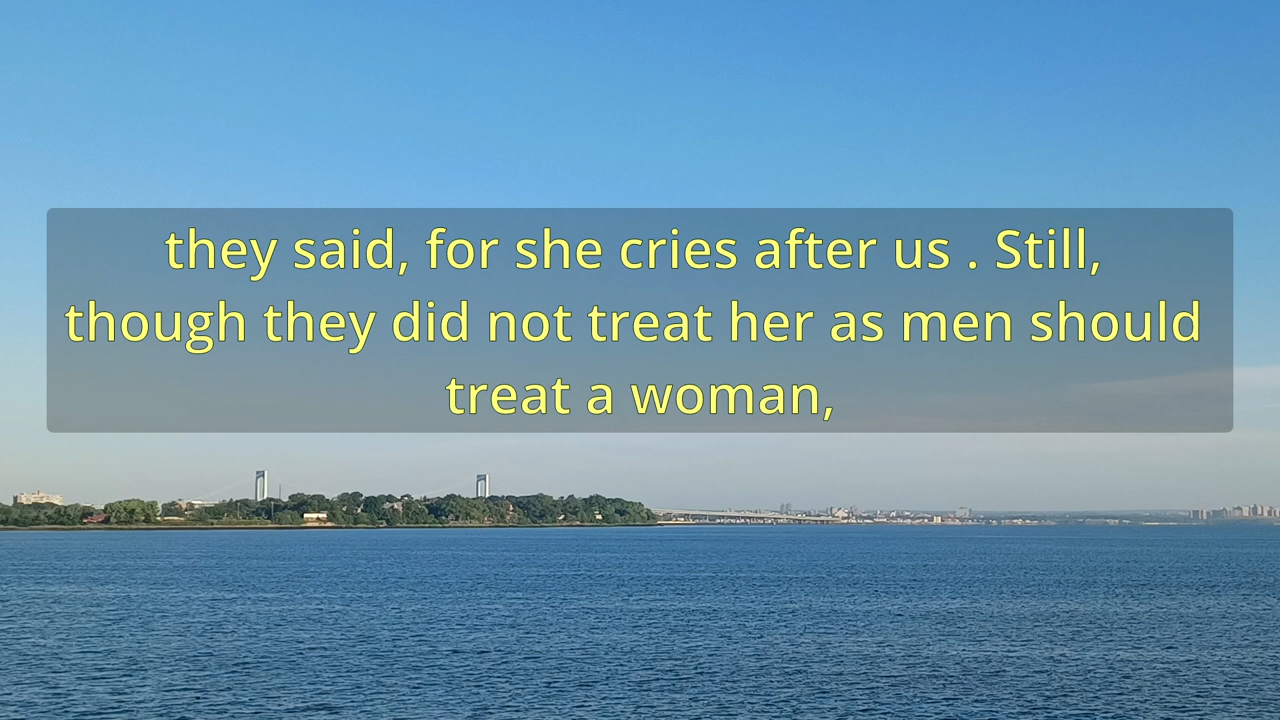 they said, for she cries after us . Still,
though they did not treat her as men should
treat a woman,